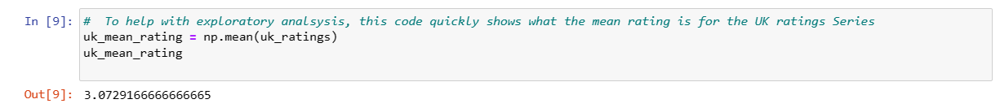 In [9]: #  To help with exploratory analsysis, this code quickly shows what the mean rating is for the UK ratings Series
uk_mean_rating = np.mean(uk_ratings)
uk_mean_rating
Out[9]: 3.0729166666666665